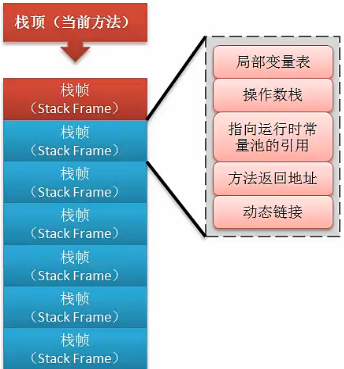 栈顶（当前方法）
栈帧
（Stack Frame）
栈帧
（Stack Frame）
栈帧
（Stack Frame）
栈帧
（Stack Frame）
栈帧
（Stack Frame）
栈帧
（Stack Frame）
栈帧
（Stack Frame）
局部变量表
操作数栈
指向运行时常
量池的引用
方法返回地址
动态链接